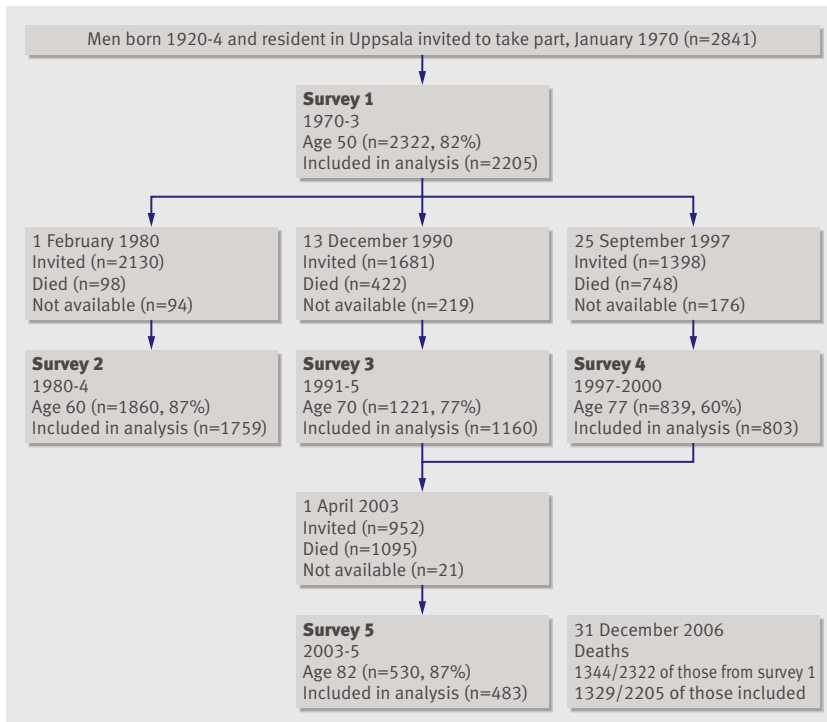 Men born 1920-4 and resident in Uppsala invited to take part, January 1970 (n=2841)
Survey 1
1970-3
Age 50 (n=2322, 82%)
Included in analysis (n=2205)
1 February 1980
Invited (n=2130)
Died (n=98)
Not available (n=94)
13 December 1990
Invited (n=1681)
Died (n=422)
Not available (n=219)
25 September 1997
Invited (n=1398)
Died (n=748)
Not available (n=176)
Survey 2
1980-4
Age 60 (n=1860, 87%)
Included in analysis (n=1759)
Survey 3
1991-5
Age 70 (n=1221, 77%)
Included in analysis (n=1160)
Survey 4
1997-2000
Age 77 (n=839, 60%)
Included in analysis (n=803)
1 April 2003
Invited (n=952)
Died (n=1095)
Not available (n=21)
Survey 5
2003-5
Age 82 (n=530, 87%)
Included in analysis (n=483)
31 December 2006
Deaths
1344/2322 of those from survey 1
1329/2205 of those included